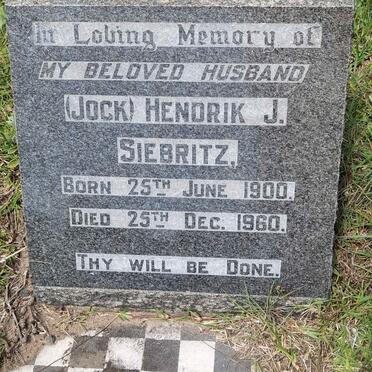 In Loving Memory of
MY BELOVED HUSBAND
(JOCK) HENDRIK J.
SIEBRITZ,
BORN 25TH JUNE 1900.
DIED 25TH DEC. 1960.
THY WILL BE DONE.